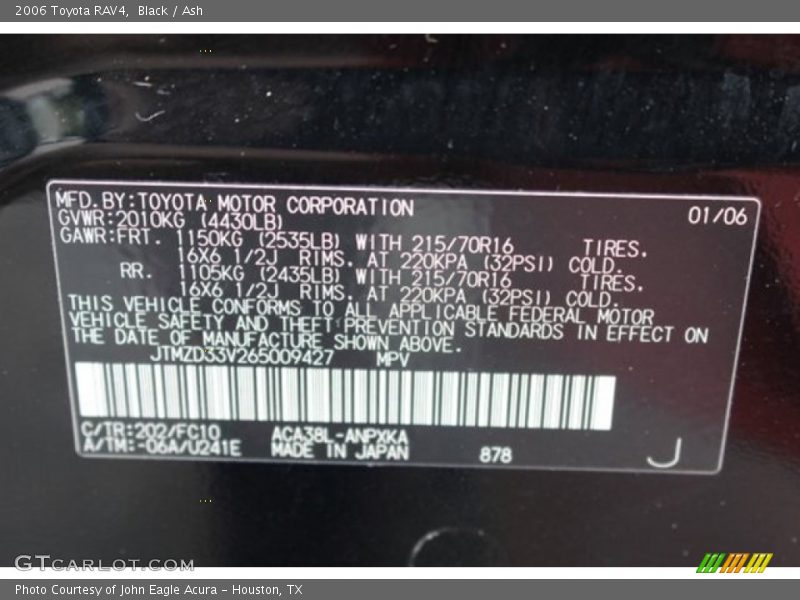 2006 Toyota RAV4, Black / Ash
MFD. BY:TOYOTA MOTOR CORPORATION 01/06
GVWR:2010KG (4430LB)
GAWR:FRT. 1150KG (2535LB) WITH 215/70R16 TIRES.
16X6 1/2J RIMS. AT 220KPA (32PSI) COLD.
RR. 1105KG (2435LB) WITH 215/70R16 TIRES.
16X6 1/2J RIMS. AT 220KPA (32PSI) COLD.
THIS VEHICLE CONFORMS TO ALL APPLICABLE FEDERAL MOTOR
VEHICLE SAFETY AND THEFT PREVENTION STANDARDS IN EFFECT ON
THE DATE OF MANUFACTURE SHOWN ABOVE.
JTMZD33V265009427 MPV
C/TR:202/FC10 ACA38L-ANPXKA
A/TM:-06A/U241E MADE IN JAPAN 878 J
GTCARLOT.COM
Photo Courtesy of John Eagle Acura - Houston, TX